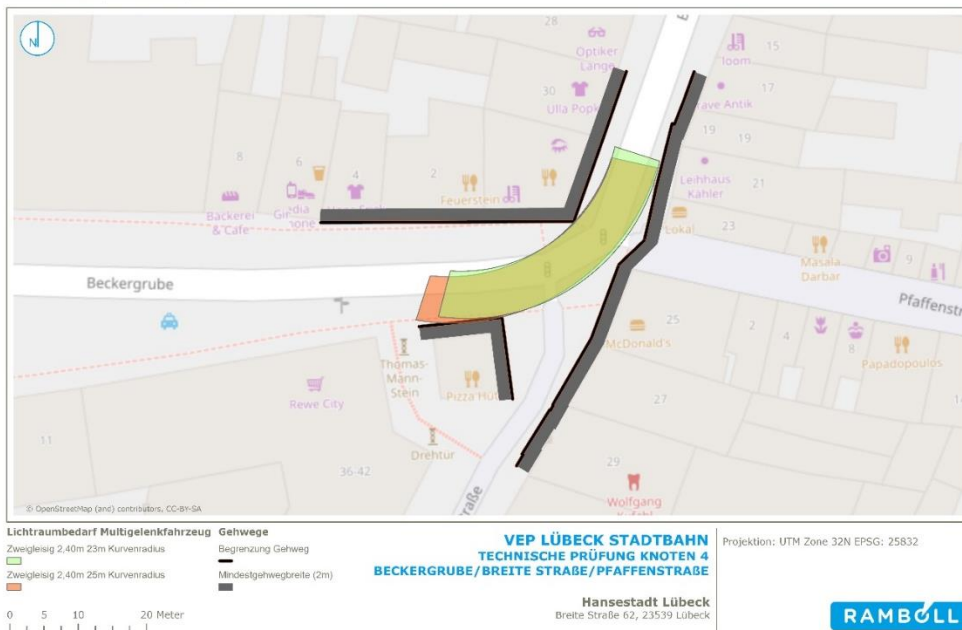 N
28
Optiker
Lange
loom
15
30
Ulla Popk
17
rave Antik
19
8
6
4
2
19
Feuerstein
Leihhaus
Kähler
21
Bäckerei
& Cafe
Lokal
23
Masala
Darbar
9
Beckergrube
Pfaffenstr
Thomas-
Mann-
Stein
McDonald's
25
2
4
8
Papadopoulos
Rewe City
Pizza Hut
27
11
Drehtür
36-42
29
Wolfgang
raße
© OpenStreetMap (and) contributors, CC-BY-SA
Lichtraumbedarf Multigelenkfahrzeug
Zweigleisig 2,40m 23m Kurvenradius
Zweigleisig 2,40m 25m Kurvenradius
0 5 10 20 Meter
Gehwege
Begrenzung Gehweg
Mindestgehwegbreite (2m)
VEP LÜBECK STADTBAHN
TECHNISCHE PRÜFUNG KNOTEN 4
BECKERGRUBE/BREITE STRAßE/PFAFFENSTRAßE
Hansestadt Lübeck
Breite Straße 62, 23539 Lübeck
Projektion: UTM Zone 32N EPSG: 25832
RAMBOLL